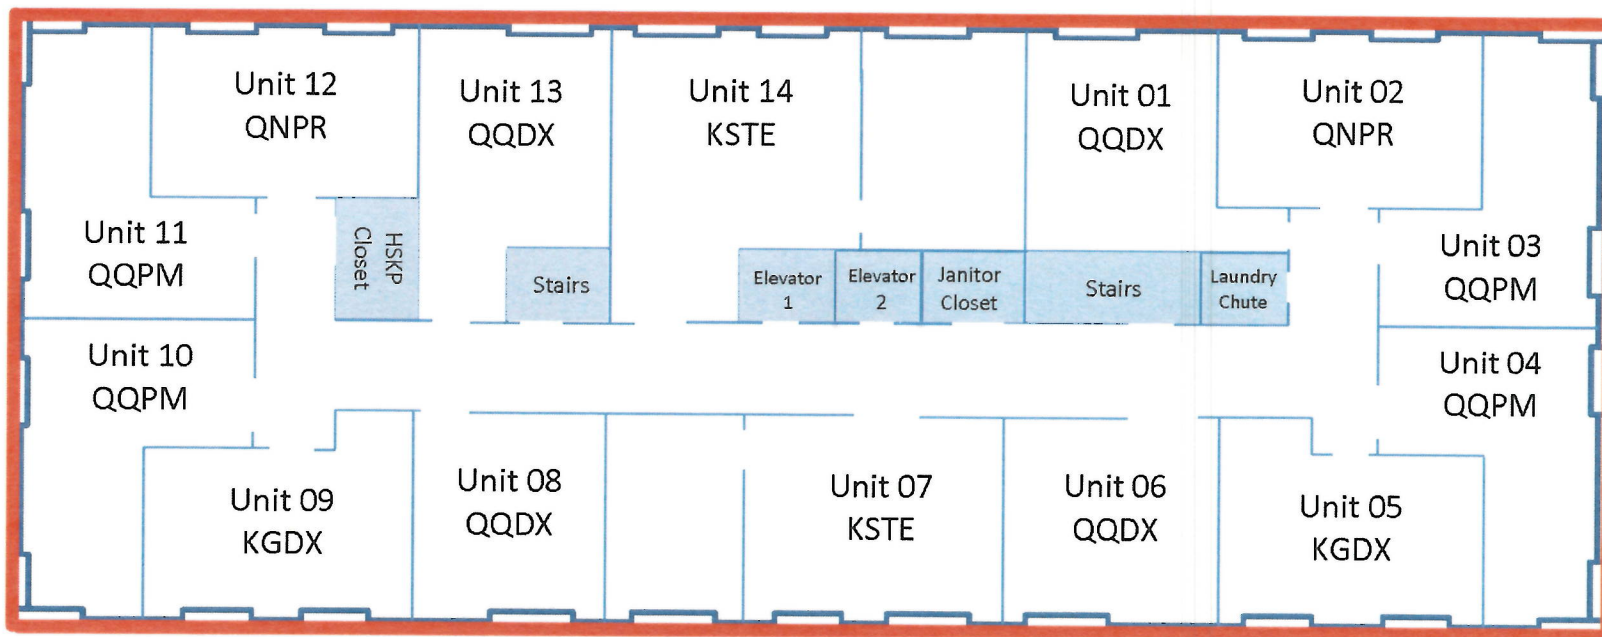 Unit 12
QNPR
Unit 13
QQDX
Unit 14
KSTE
Unit 01
QQDX
Unit 02
QNPR
Unit 11
QQPM
HSKP
Closet
Stairs
Elevator
1
Elevator
2
Janitor
Closet
Stairs
Laundry
Chute
Unit 03
QQPM
Unit 10
QQPM
Unit 04
QQPM
Unit 09
KGDX
Unit 08
QQDX
Unit 07
KSTE
Unit 06
QQDX
Unit 05
KGDX